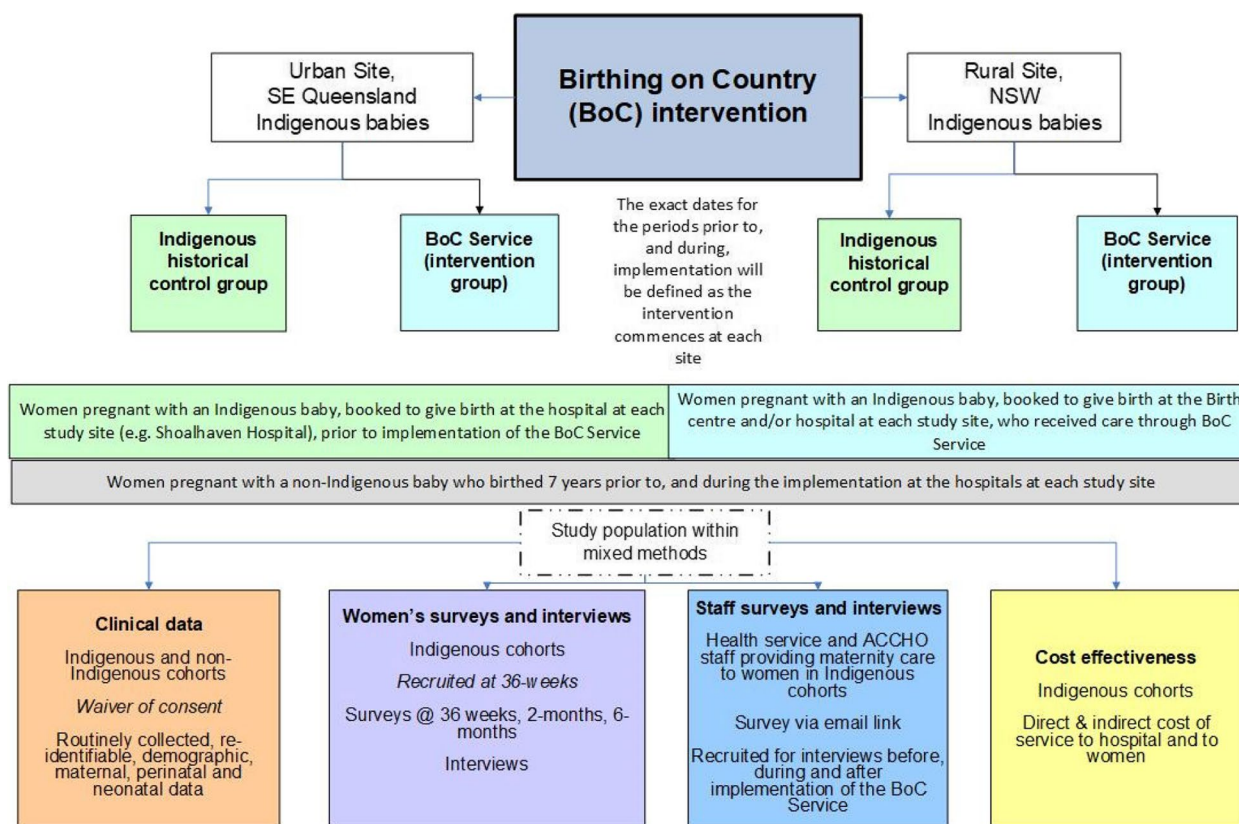 Urban Site,
SE Queensland
Indigenous babies
Birthing on Country
(BoC) intervention
Rural Site,
NSW
Indigenous babies
Indigenous
historical
control group
BoC Service
(intervention
group)
The exact dates for
the periods prior to,
and during,
implementation will
be defined as the
intervention
commences at each
site
Indigenous
historical
control group
BoC Service
(intervention
group)
Women pregnant with an Indigenous baby, booked to give birth at the hospital at each
study site (e.g. Shoalhaven Hospital), prior to implementation of the BoC Service
Women pregnant with an Indigenous baby, booked to give birth at the Birth
centre and/or hospital at each study site, who received care through BoC
Service
Women pregnant with a non-Indigenous baby who birthed 7 years prior to, and during the implementation at the hospitals at each study site
Study population within
mixed methods
Clinical data
Indigenous and non-
Indigenous cohorts
Waiver of consent
Routinely collected, re-
identifiable, demographic,
maternal, perinatal and
neonatal data
Women's surveys and interviews
Indigenous cohorts
Recruited at 36-weeks
Surveys @ 36 weeks, 2-months, 6-
months
Interviews
Staff surveys and interviews
Health service and ACCHO
staff providing maternity care
to women in Indigenous
cohorts
Survey via email link
Recruited for interviews before,
during and after
implementation of the BoC
Service
Cost effectiveness
Indigenous cohorts
Direct & indirect cost of
service to hospital and to
women